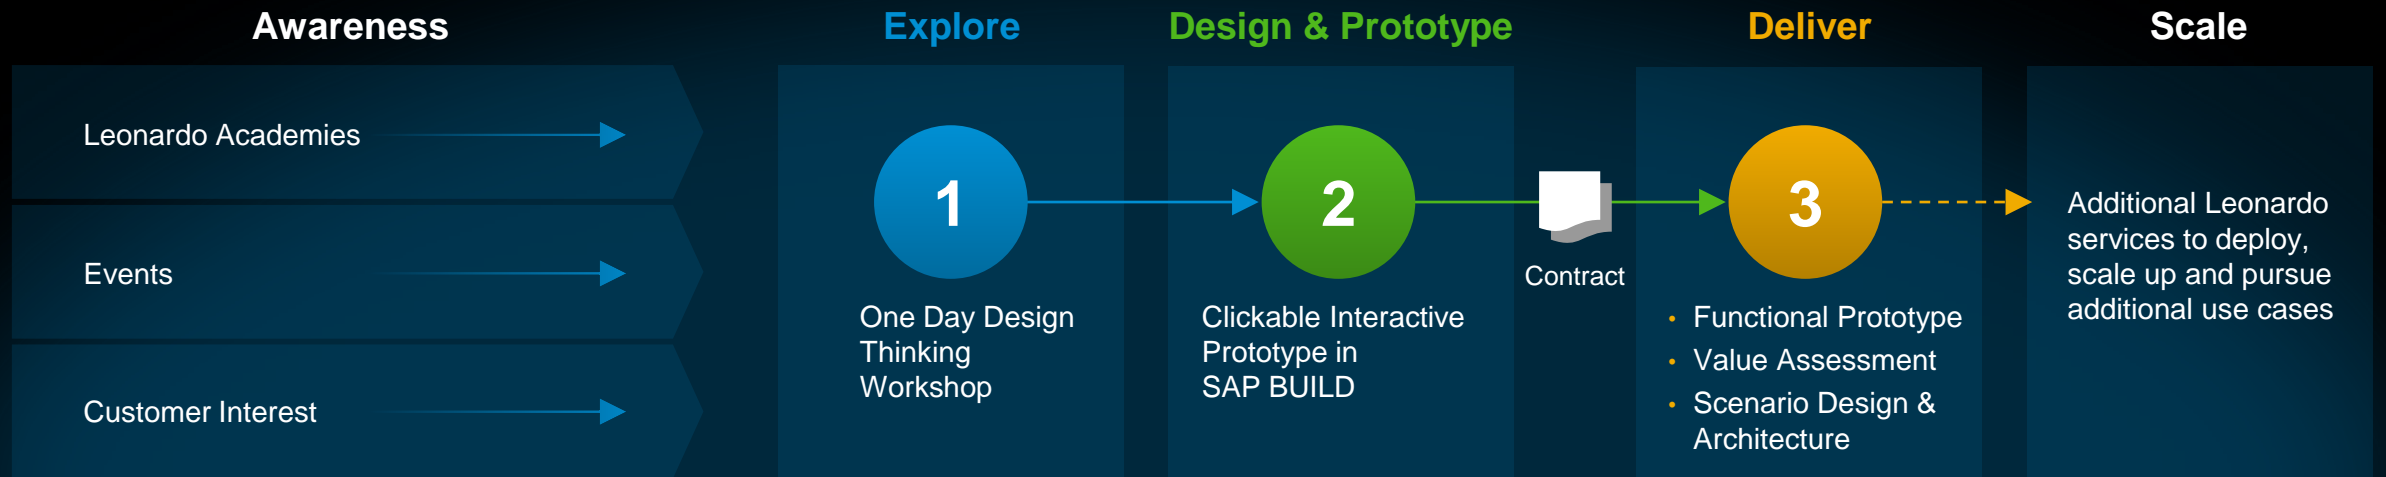 Awareness
Explore
Design & Prototype
Deliver
Scale
Leonardo Academies
Events
Customer Interest
1
One Day Design
Thinking
Workshop
2
Clickable Interactive
Prototype in
SAP BUILD
Contract
3
• Functional Prototype
• Value Assessment
• Scenario Design &
Architecture
Additional Leonardo
services to deploy,
scale up and pursue
additional use cases